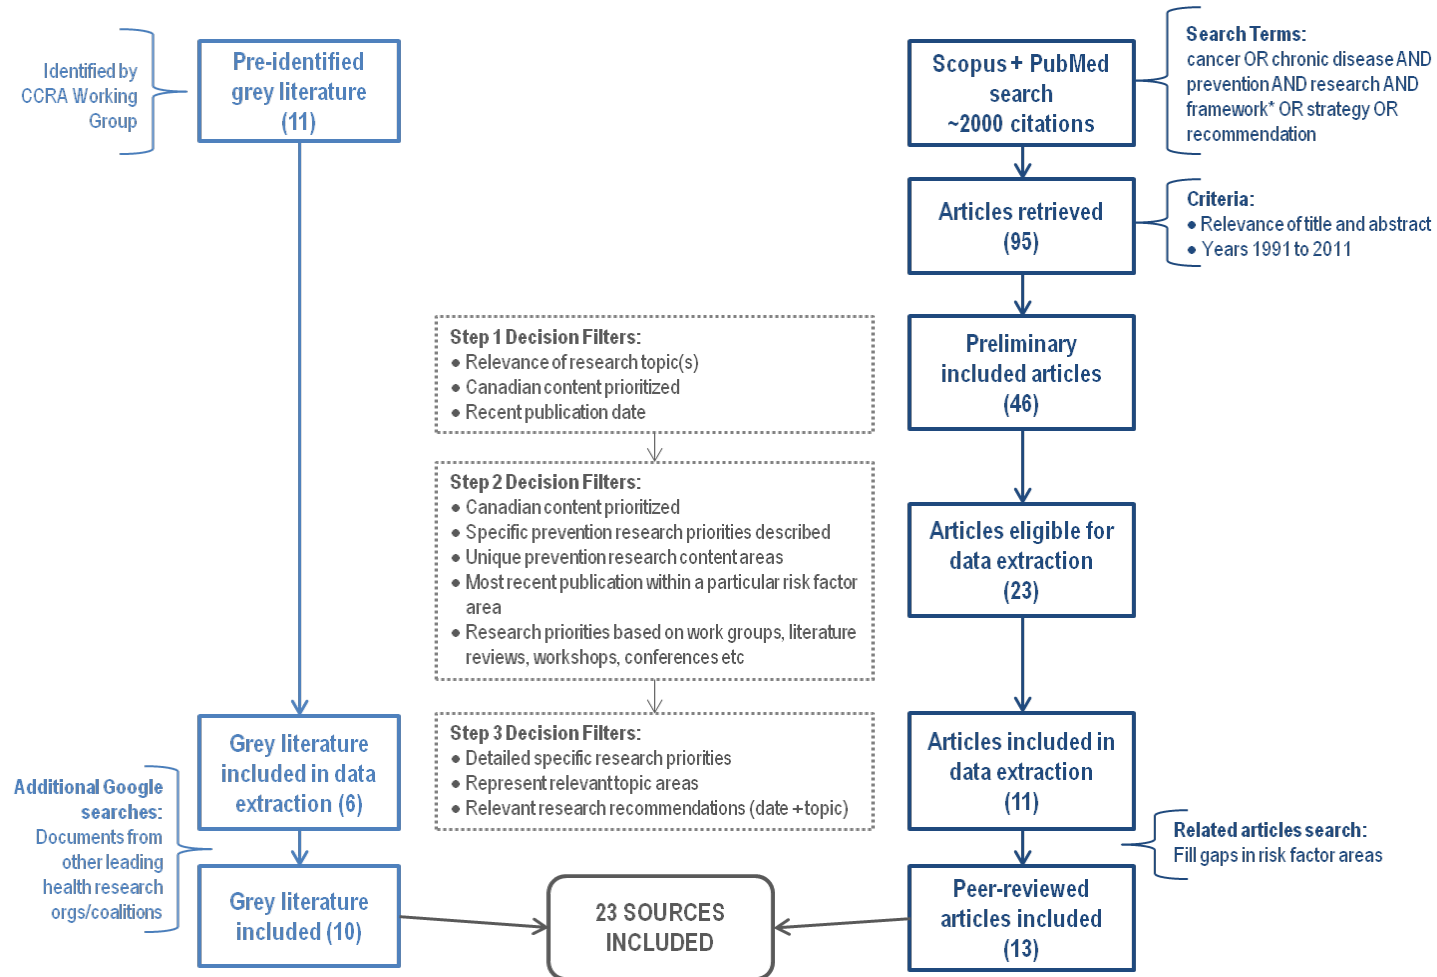 Identified by
CCRA Working
Group
Pre-identified
grey literature
(11)
Scopus + PubMed
search
~2000 citations
Search Terms:
cancer OR chronic disease AND
prevention AND research AND
framework* OR strategy OR
recommendation
Articles retrieved
(95)
Criteria:
● Relevance of title and abstract
● Years 1991 to 2011
Step 1 Decision Filters:
● Relevance of research topic(s)
● Canadian content prioritized
● Recent publication date
Preliminary
included articles
(46)
Step 2 Decision Filters:
● Canadian content prioritized
● Specific prevention research priorities described
● Unique prevention research content areas
● Most recent publication within a particular risk factor
area
● Research priorities based on work groups, literature
reviews, workshops, conferences etc
Articles eligible for
data extraction
(23)
Grey literature
included in data
extraction (6)
Step 3 Decision Filters:
● Detailed specific research priorities
● Represent relevant topic areas
● Relevant research recommendations (date + topic)
Articles included in
data extraction
(11)
Additional Google
searches:
Documents from
other leading
health research
orgs/coalitions
Related articles search:
Fill gaps in risk factor areas
Grey literature
included (10)
23 SOURCES
INCLUDED
Peer-reviewed
articles included
(13)